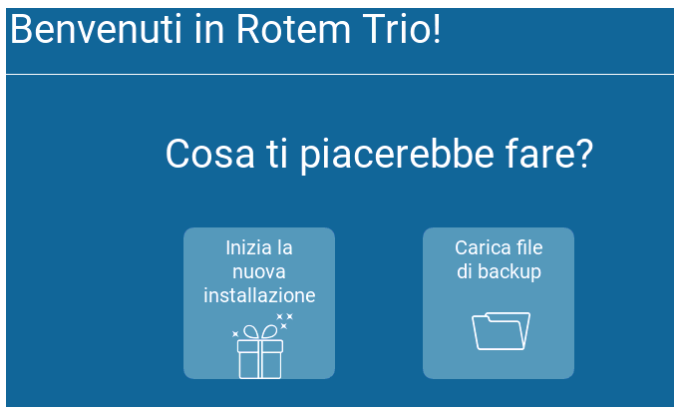 Benvenuti in Rotem Trio!
Cosa ti piacerebbe fare?
Inizia la
nuova
installazione
Carica file
di backup